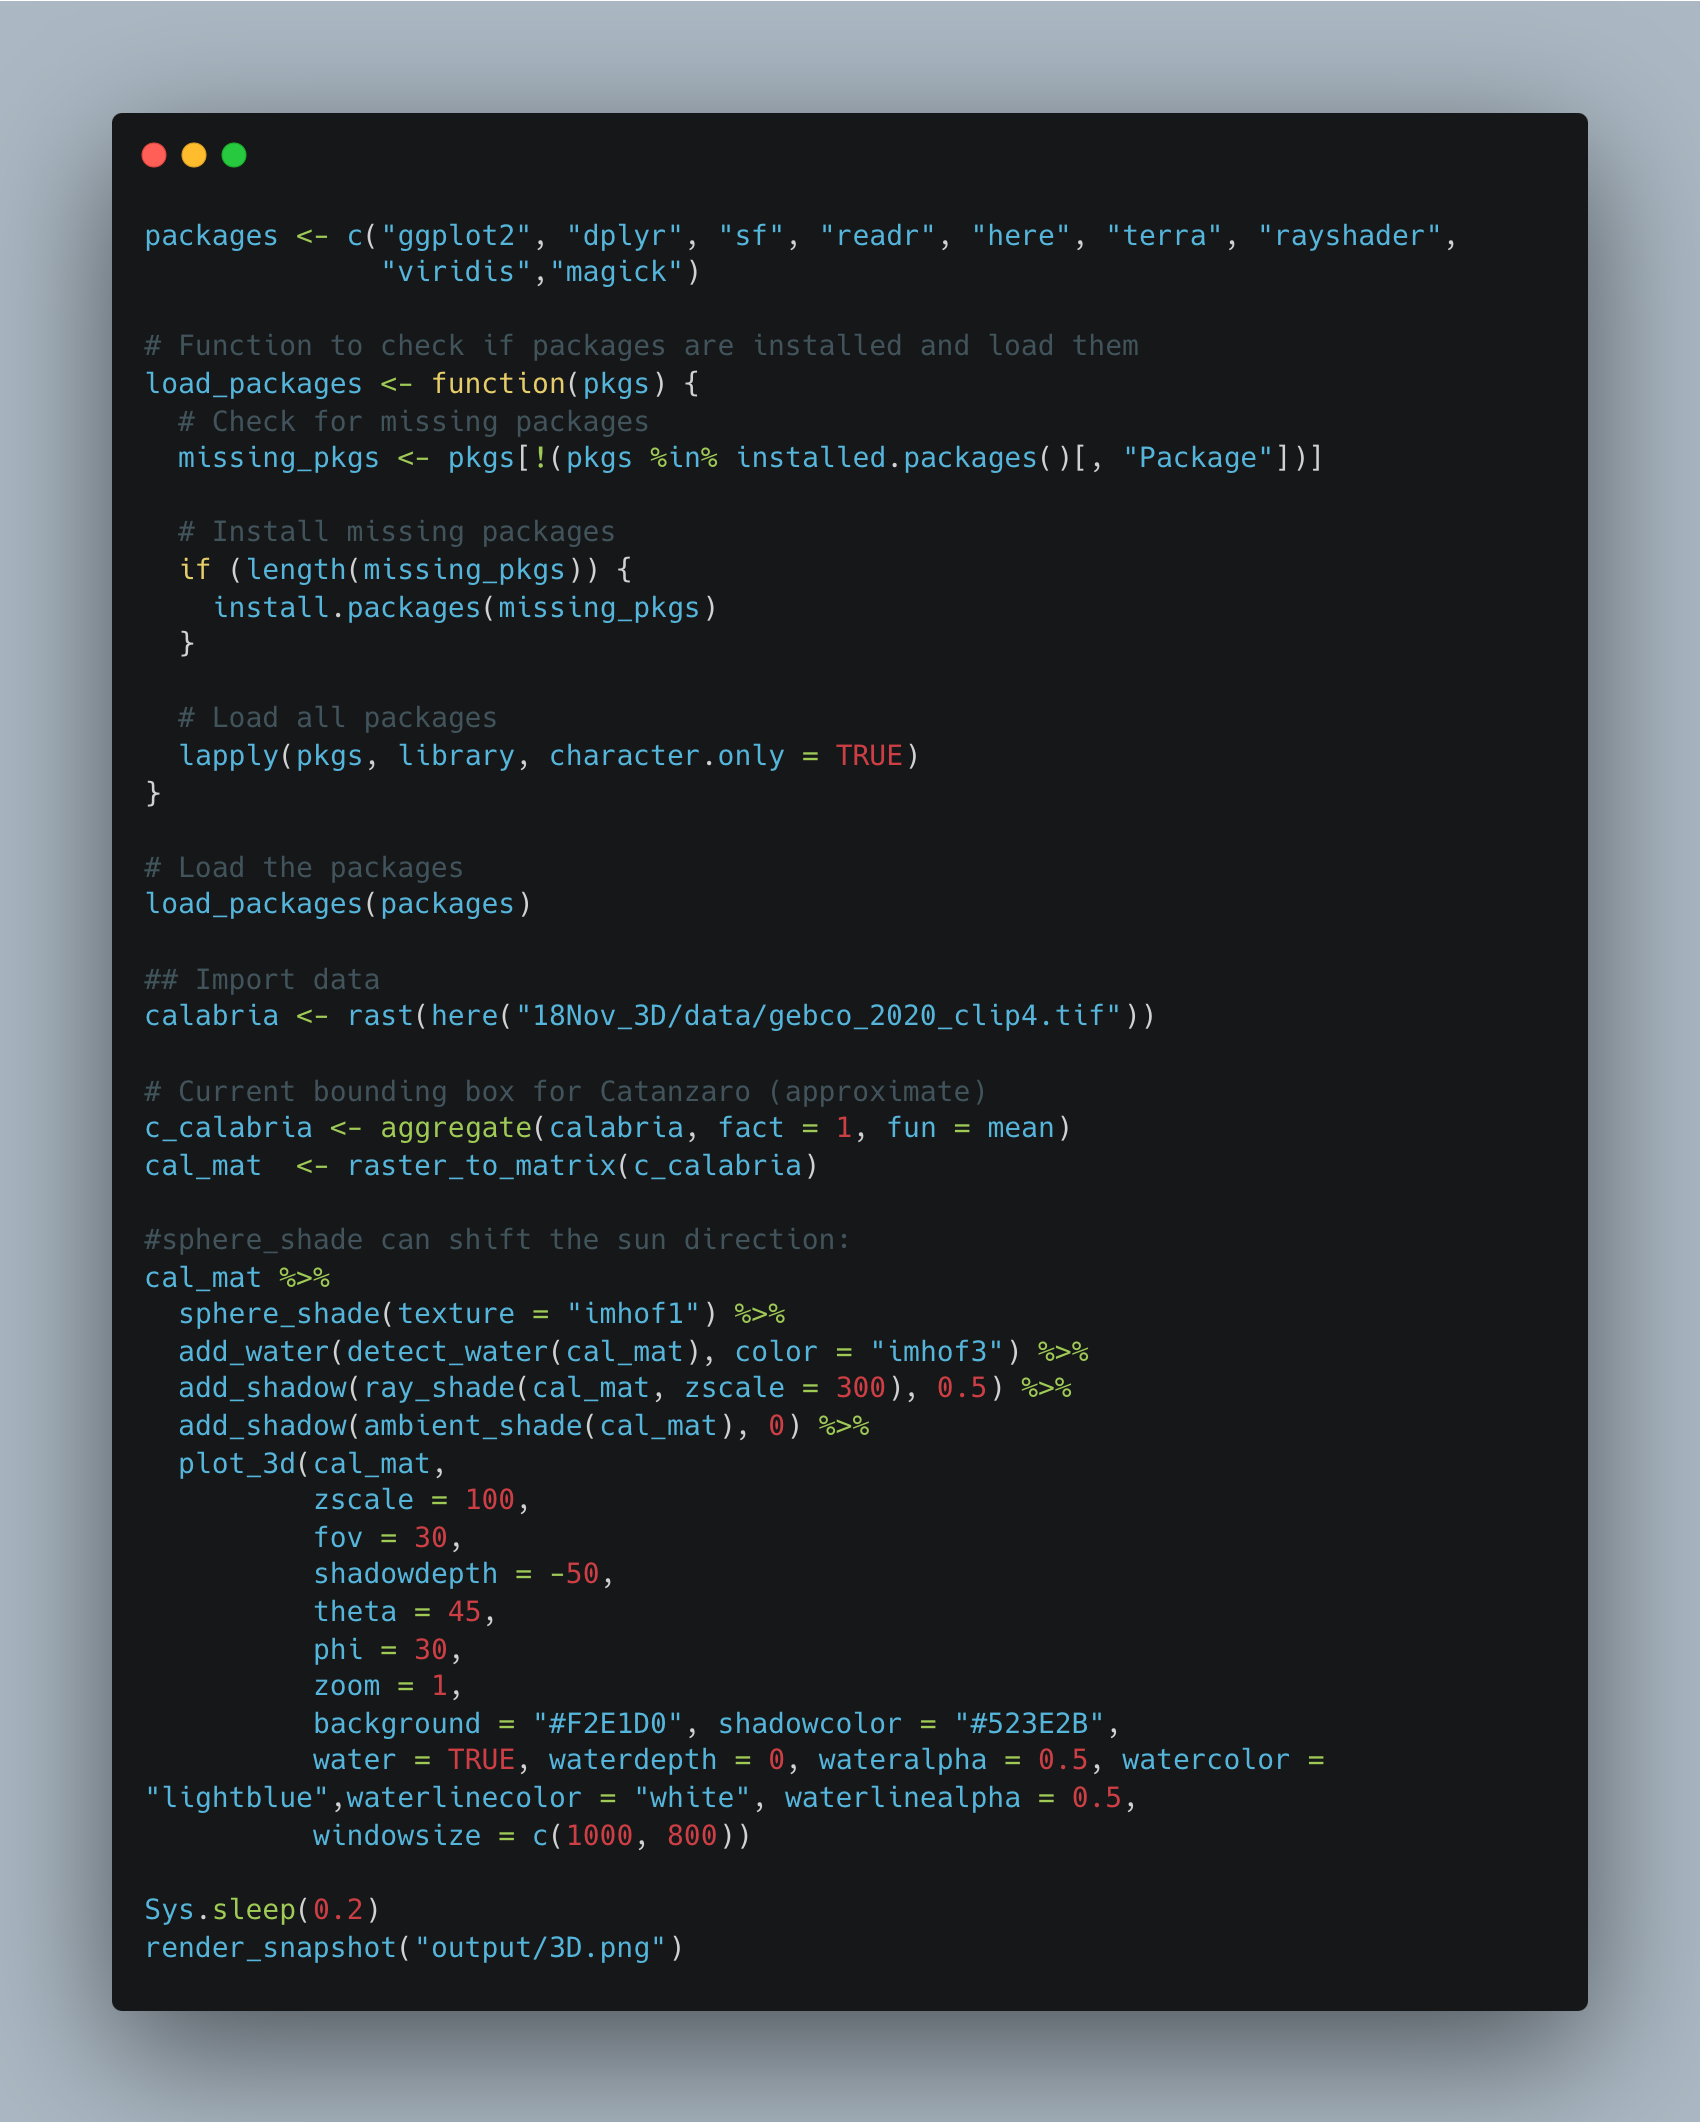 packages <- c("ggplot2", "dplyr", "sf", "readr", "here", "terra", "rayshader",
              "viridis","magick")

# Function to check if packages are installed and load them
load_packages <- function(pkgs) {
  # Check for missing packages
  missing_pkgs <- pkgs[!(pkgs %in% installed.packages()[, "Package"])]

  # Install missing packages
  if (length(missing_pkgs)) {
    install.packages(missing_pkgs)
  }

  # Load all packages
  lapply(pkgs, library, character.only = TRUE)
}

# Load the packages
load_packages(packages)

## Import data
calabria <- rast(here("18Nov_3D/data/gebco_2020_clip4.tif"))

# Current bounding box for Catanzaro (approximate)
c_calabria <- aggregate(calabria, fact = 1, fun = mean)
cal_mat  <- raster_to_matrix(c_calabria)

#sphere_shade can shift the sun direction:
cal_mat %>%
  sphere_shade(texture = "imhof1") %>%
  add_water(detect_water(cal_mat), color = "imhof3") %>%
  add_shadow(ray_shade(cal_mat, zscale = 300), 0.5) %>%
  add_shadow(ambient_shade(cal_mat), 0) %>%
  plot_3d(cal_mat,
          zscale = 100,
          fov = 30,
          shadowdepth = -50,
          theta = 45,
          phi = 30,
          zoom = 1,
          background = "#F2E1D0", shadowcolor = "#523E2B",
          water = TRUE, waterdepth = 0, wateralpha = 0.5, watercolor =
"lightblue",waterlinecolor = "white", waterlinealpha = 0.5,
          windowsize = c(1000, 800))

Sys.sleep(0.2)
render_snapshot("output/3D.png")